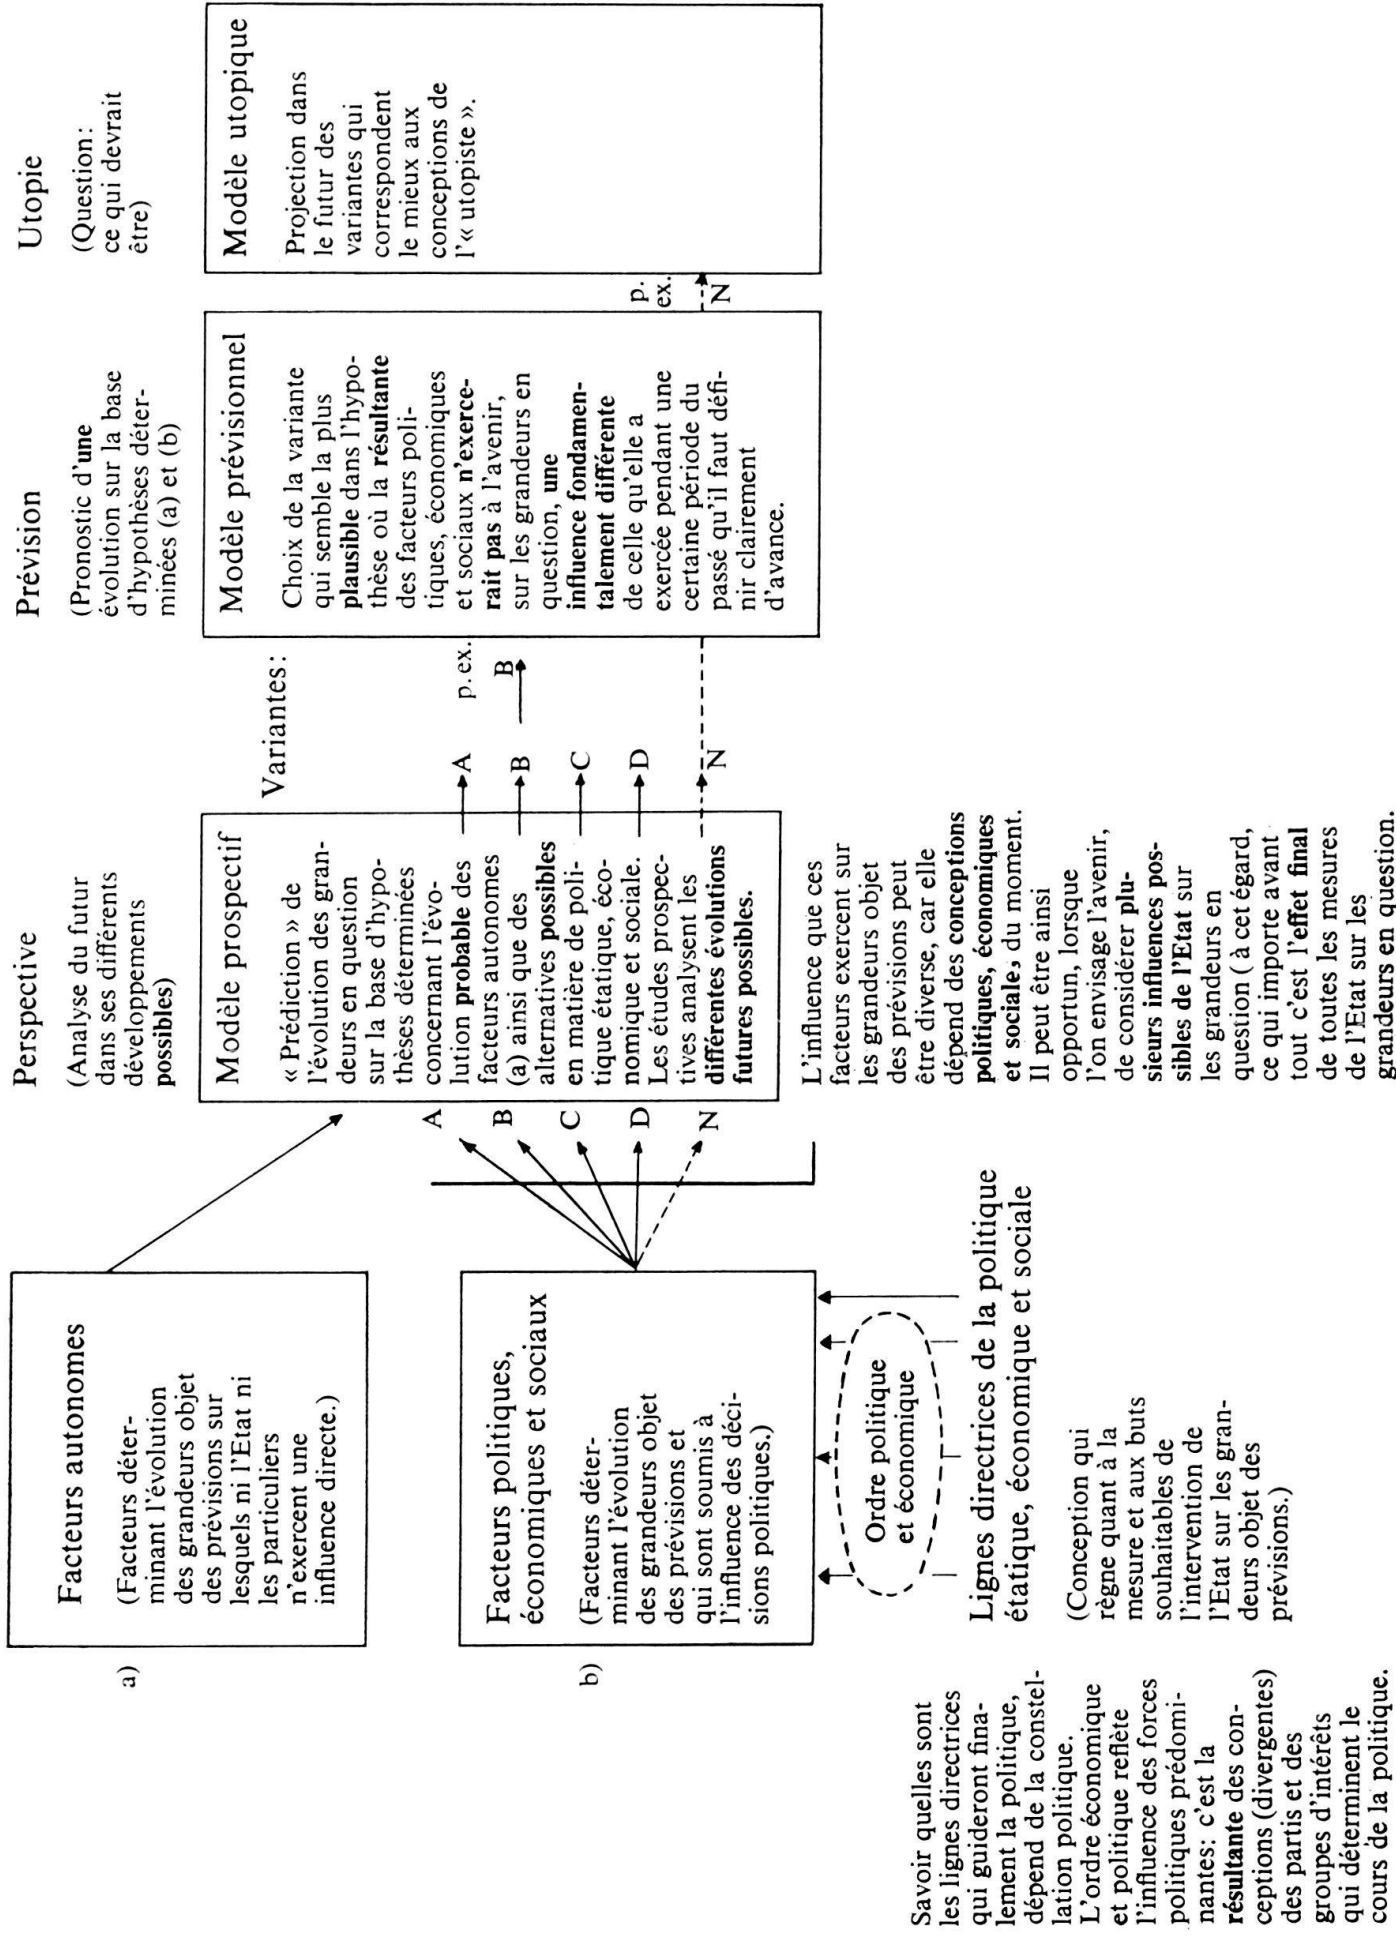 Perspective
(Analyse du futur
dans ses différents
développements
possibles)
Prévision
(Pronostic d'une
évolution sur la base
d'hypothèses déter-
minées (a) et (b)
Utopie
(Question:
ce qui devrait
être)
a)
Facteurs autonomes
(Facteurs déter-
minant l'évolution
des grandeurs objet
des prévisions sur
lesquels ni l'Etat ni
les particuliers
n'exercent une
influence directe.)
b)
Facteurs politiques,
économiques et sociaux
(Facteurs déter-
minant l'évolution
des grandeurs objet
des prévisions et
qui sont soumis à
l'influence des déci-
sions politiques.)
Ordre politique
et économique
Lignes directrices de la politique
étatique, économique et sociale
(Conception qui
règne quant à la
mesure et aux buts
souhaitables de
l'intervention de
l'Etat sur les gran-
deurs objet des
prévisions.)
Savoir quelles sont
les lignes directrices
qui guideront fina-
lement la politique,
dépend de la constel-
lation politique.
L'ordre économique
et politique reflète
l'influence des forces
politiques prédomi-
nantes: c'est la
résultante des con-
ceptions (divergentes)
des partis et des
groupes d'intérêts
qui déterminent le
cours de la politique.
A
B
C
D
N
Modèle prospectif
« Prédiction » de
l'évolution des gran-
deurs en question
sur la base d'hypo-
thèses déterminées
concernant l'évo-
lution probable des
facteurs autonomes
(a) ainsi que des
alternatives possibles
en matière de poli-
tique étatique, éco-
nomique et sociale.
Les études prospec-
tives analysent les
différentes évolutions
futures possibles.
L'influence que ces
facteurs exercent sur
les grandeurs objet
des prévisions peut
être diverse, car elle
dépend des conceptions
politiques, économiques
et sociale, du moment.
Il peut être ainsi
opportun, lorsque
l'on envisage l'avenir,
de considérer plu-
sieurs influences pos-
sibles de l'Etat sur
les grandeurs en
question ( à cet égard,
ce qui importe avant
tout c'est l'effet final
de toutes les mesures
de l'Etat sur les
grandeurs en question.
Variantes:
A
B
C
D
N
p. ex.
B
Modèle prévisionnel
Choix de la variante
qui semble la plus
plausible dans l'hypo-
thèse où la résultante
des facteurs poli-
tiques, économiques
et sociaux n'exerce-
rait pas à l'avenir,
sur les grandeurs en
question, une
influence fondamen-
talement différente
de celle qu'elle a
exercée pendant une
certaine période du
passé qu'il faut défi-
nir clairement
d'avance.
p.
ex.
N
Modèle utopique
Projection dans
le futur des
variantes qui
correspondent
le mieux aux
conceptions de
l'« utopiste ».